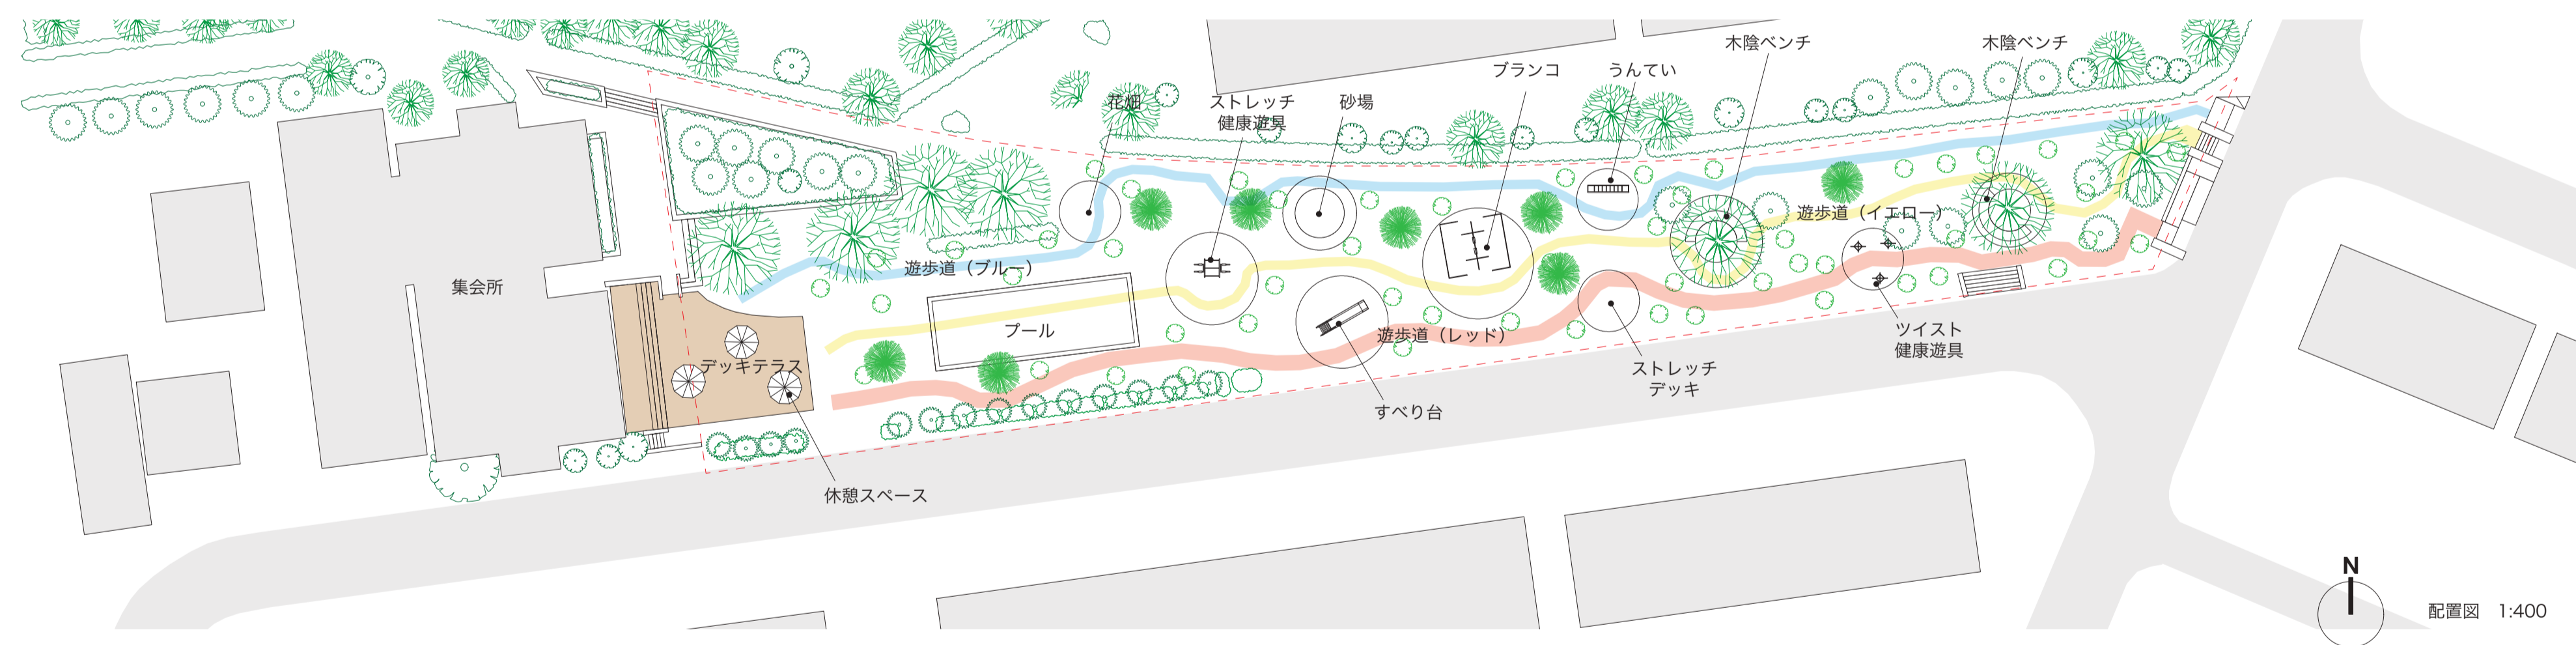 木陰ベンチ
木陰ベンチ
ブランコ
うんてい
花畑
ストレッチ
健康遊具
砂場
遊歩道（イエロー）
遊歩道（ブルー）
集会所
プール
遊歩道（レッド）
ツイスト
健康遊具
デッキテラス
ストレッチ
デッキ
すべり台
休憩スペース
N
配置図　1:400